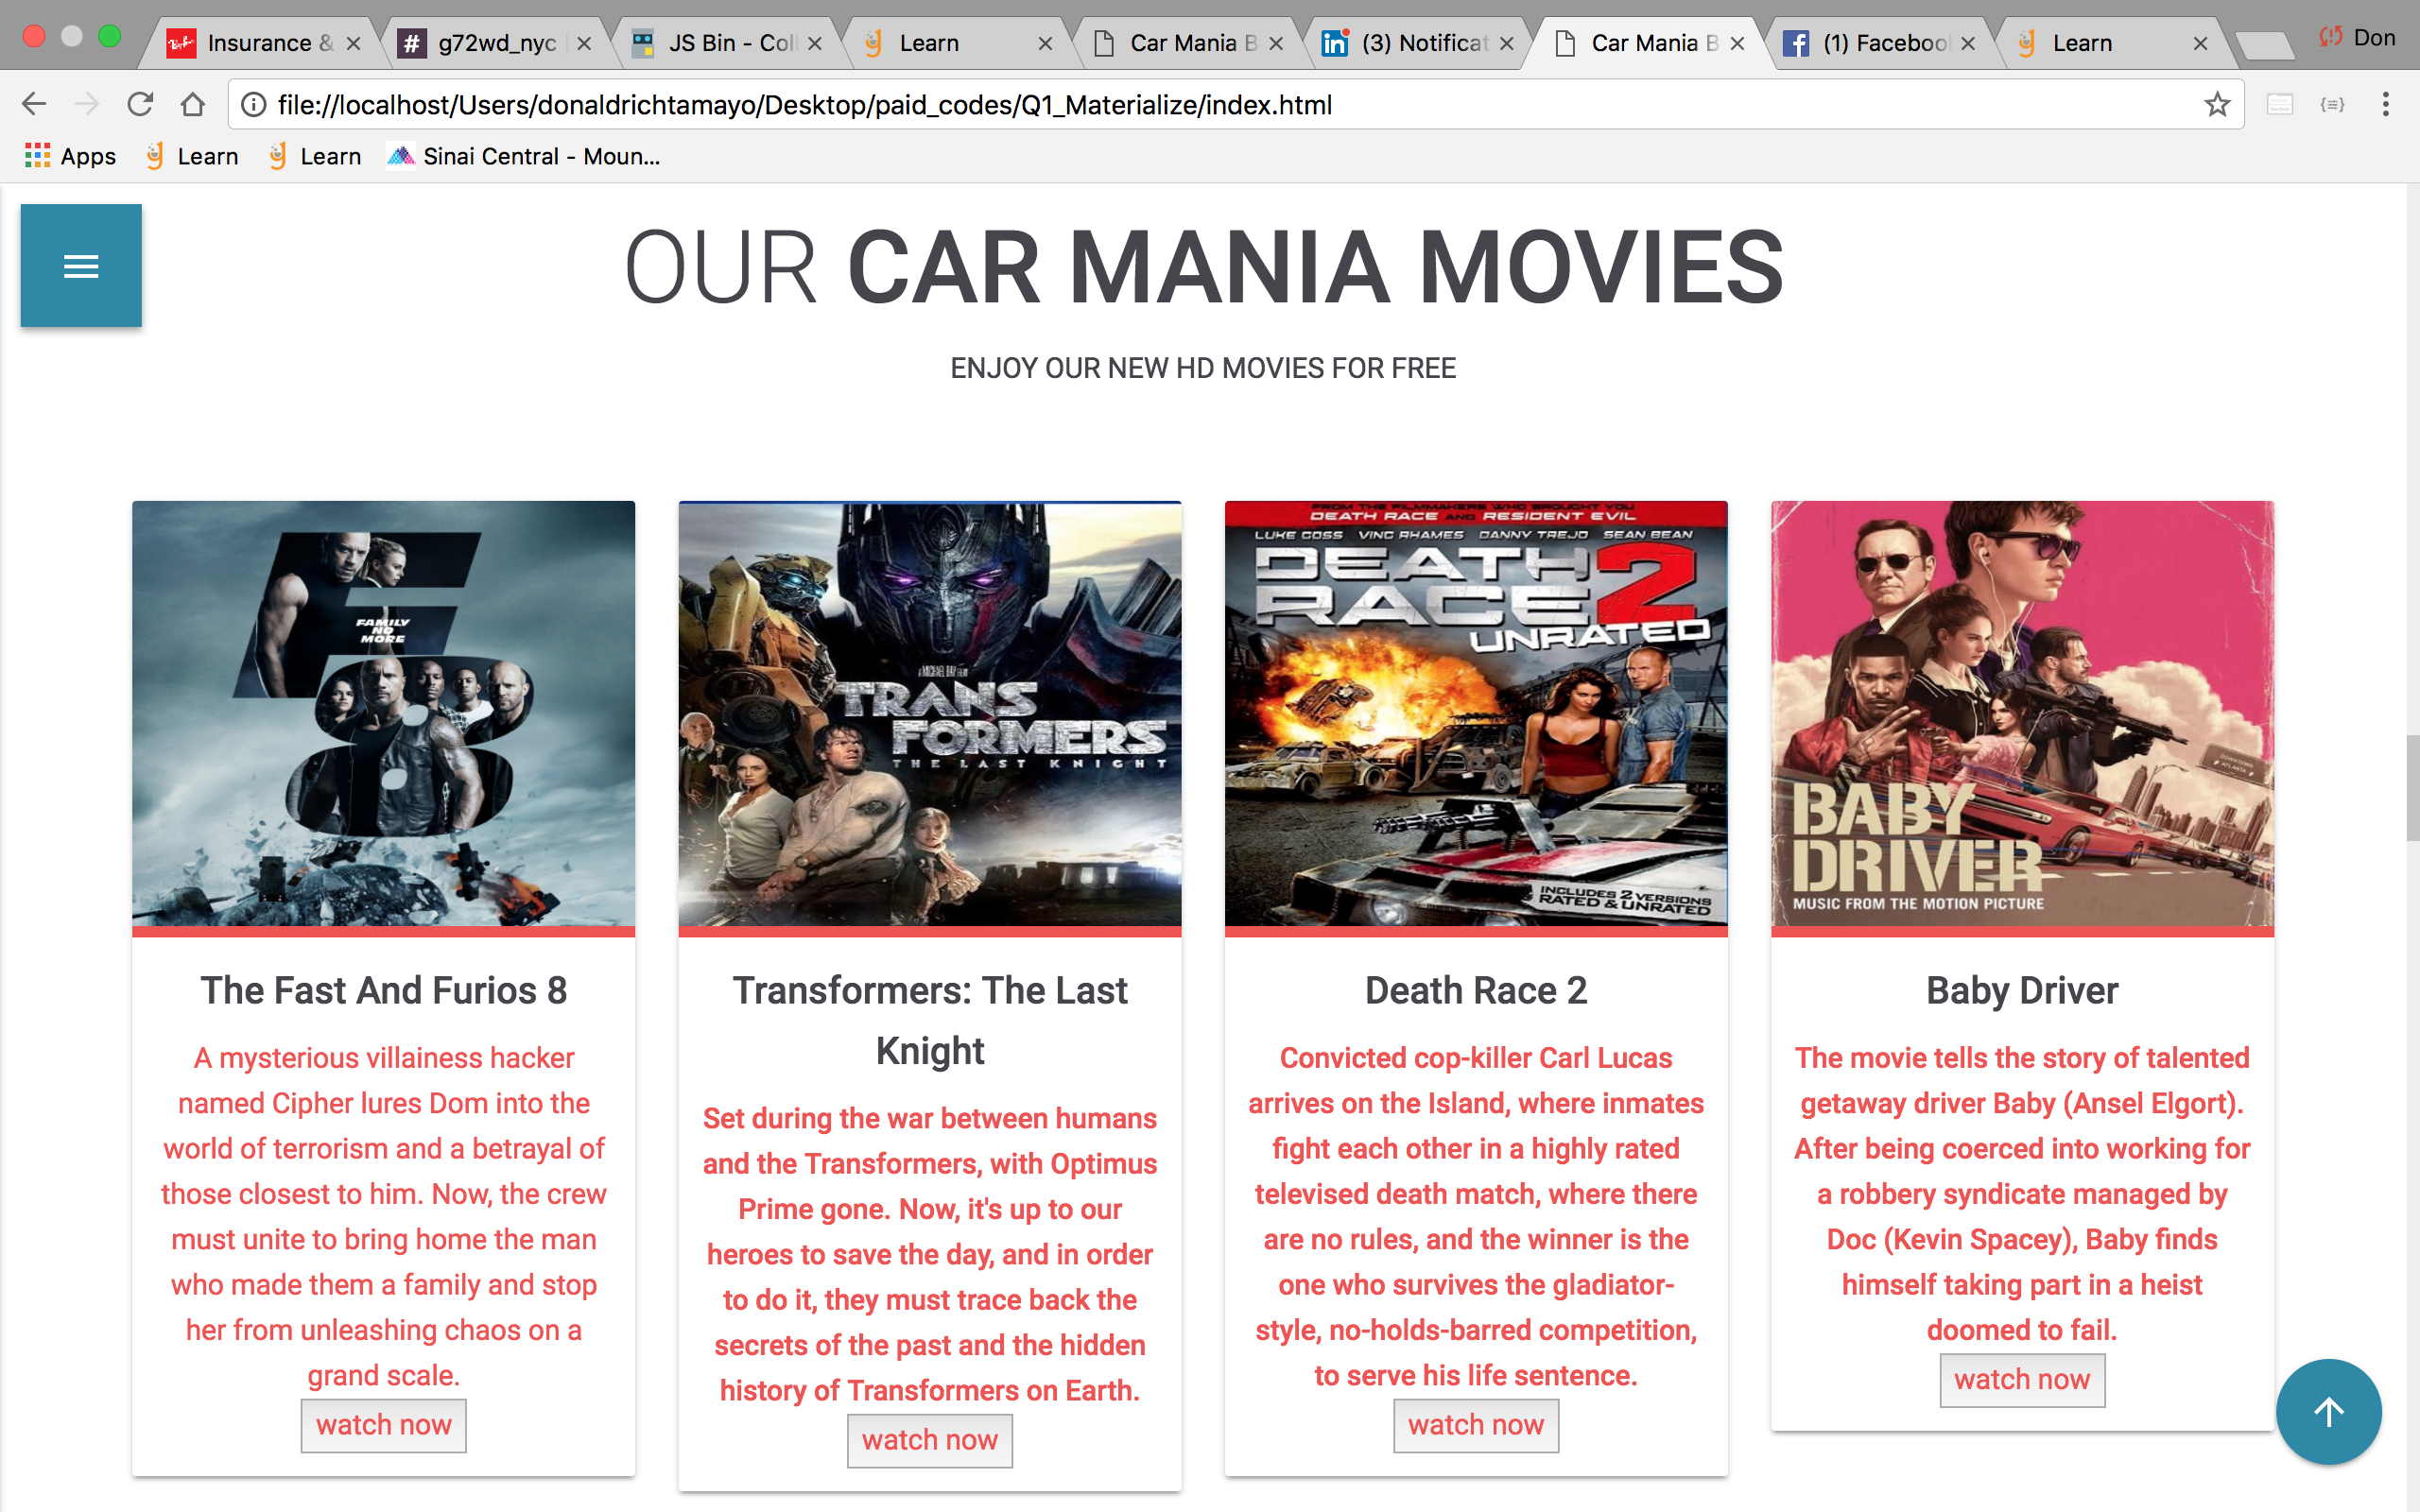 Insurance &
g72wd_nyc
JS Bin - Col
Learn
Car Mania B
(3) Notificat
Car Mania B
(1) Faceboo
Learn
Don
file://localhost/Users/donaldrichtamayo/Desktop/paid_codes/Q1_Materialize/index.html
Apps
Learn
Learn
Sinai Central - Moun...
OUR CAR MANIA MOVIES
ENJOY OUR NEW HD MOVIES FOR FREE
FAMILY
NO
MORE
The Fast And Furios 8
A mysterious villainess hacker
named Cipher lures Dom into the
world of terrorism and a betrayal of
those closest to him. Now, the crew
must unite to bring home the man
who made them a family and stop
her from unleashing chaos on a
grand scale.
watch now
A MICHAEL BAY FILM
TRANS
FORMERS
THE LAST KNIGHT
Transformers: The Last
Knight
Set during the war between humans
and the Transformers, with Optimus
Prime gone. Now, it's up to our
heroes to save the day, and in order
to do it, they must trace back the
secrets of the past and the hidden
history of Transformers on Earth.
watch now
FROM THE FILMMAKERS WHO BROUGHT YOU
DEATH RACE AND RESIDENT EVIL
LUKE GOSS VING RHAMES DANNY TREJO SEAN BEAN
DEATH
RACE 2
UNRATED
INCLUDES 2 VERSIONS
RATED & UNRATED
Death Race 2
Convicted cop-killer Carl Lucas
arrives on the Island, where inmates
fight each other in a highly rated
televised death match, where there
are no rules, and the winner is the
one who survives the gladiator-
style, no-holds-barred competition,
to serve his life sentence.
watch now
DOWNTOWN
ATLANTA
BABY
DRIVER
MUSIC FROM THE MOTION PICTURE
Baby Driver
The movie tells the story of talented
getaway driver Baby (Ansel Elgort).
After being coerced into working for
a robbery syndicate managed by
Doc (Kevin Spacey), Baby finds
himself taking part in a heist
doomed to fail.
watch now